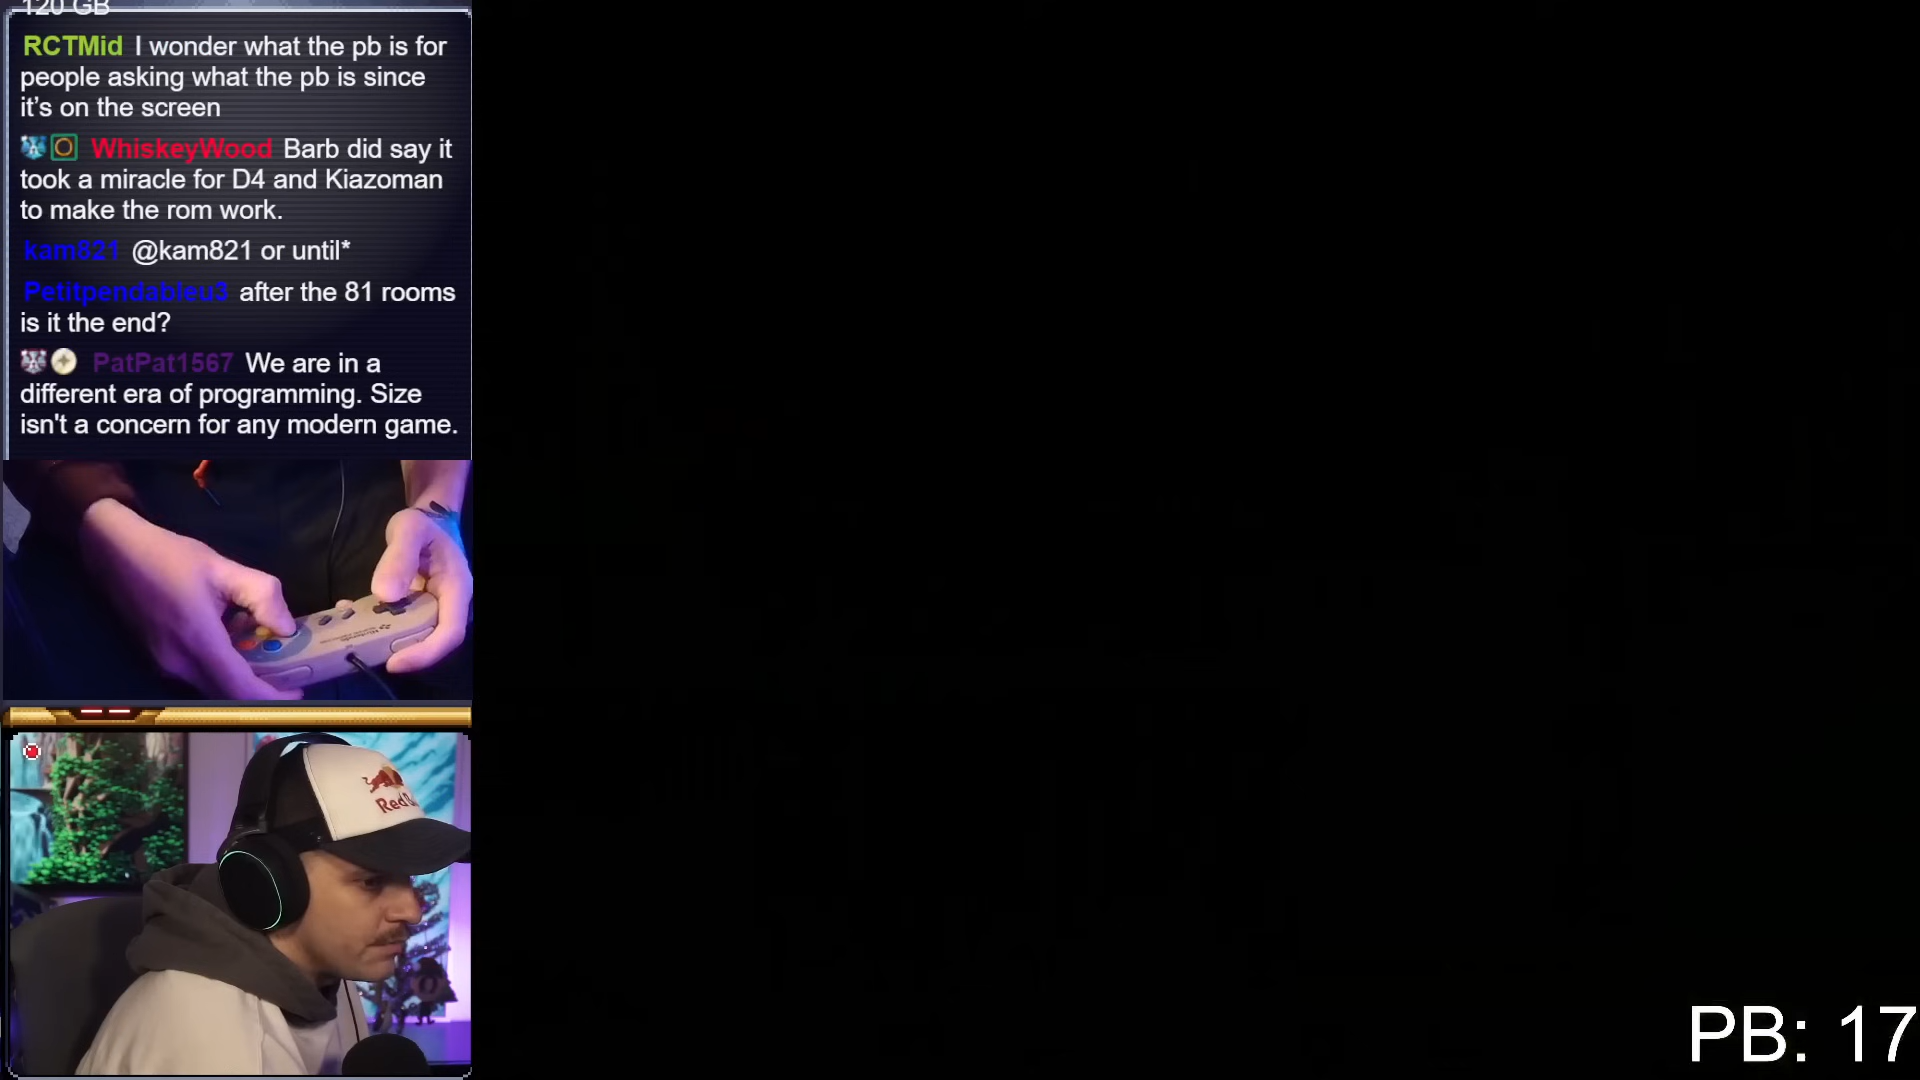 120 GB
RCTMid I wonder what the pb is for
people asking what the pb is since
it's on the screen
WhiskeyWood Barb did say it
took a miracle for D4 and Kiazoman
to make the rom work.
kam821 @kam821 or until*
Petitpendableu3 after the 81 rooms
is it the end?
PatPat1567 We are in a
different era of programming. Size
isn't a concern for any modern game.
PB: 17